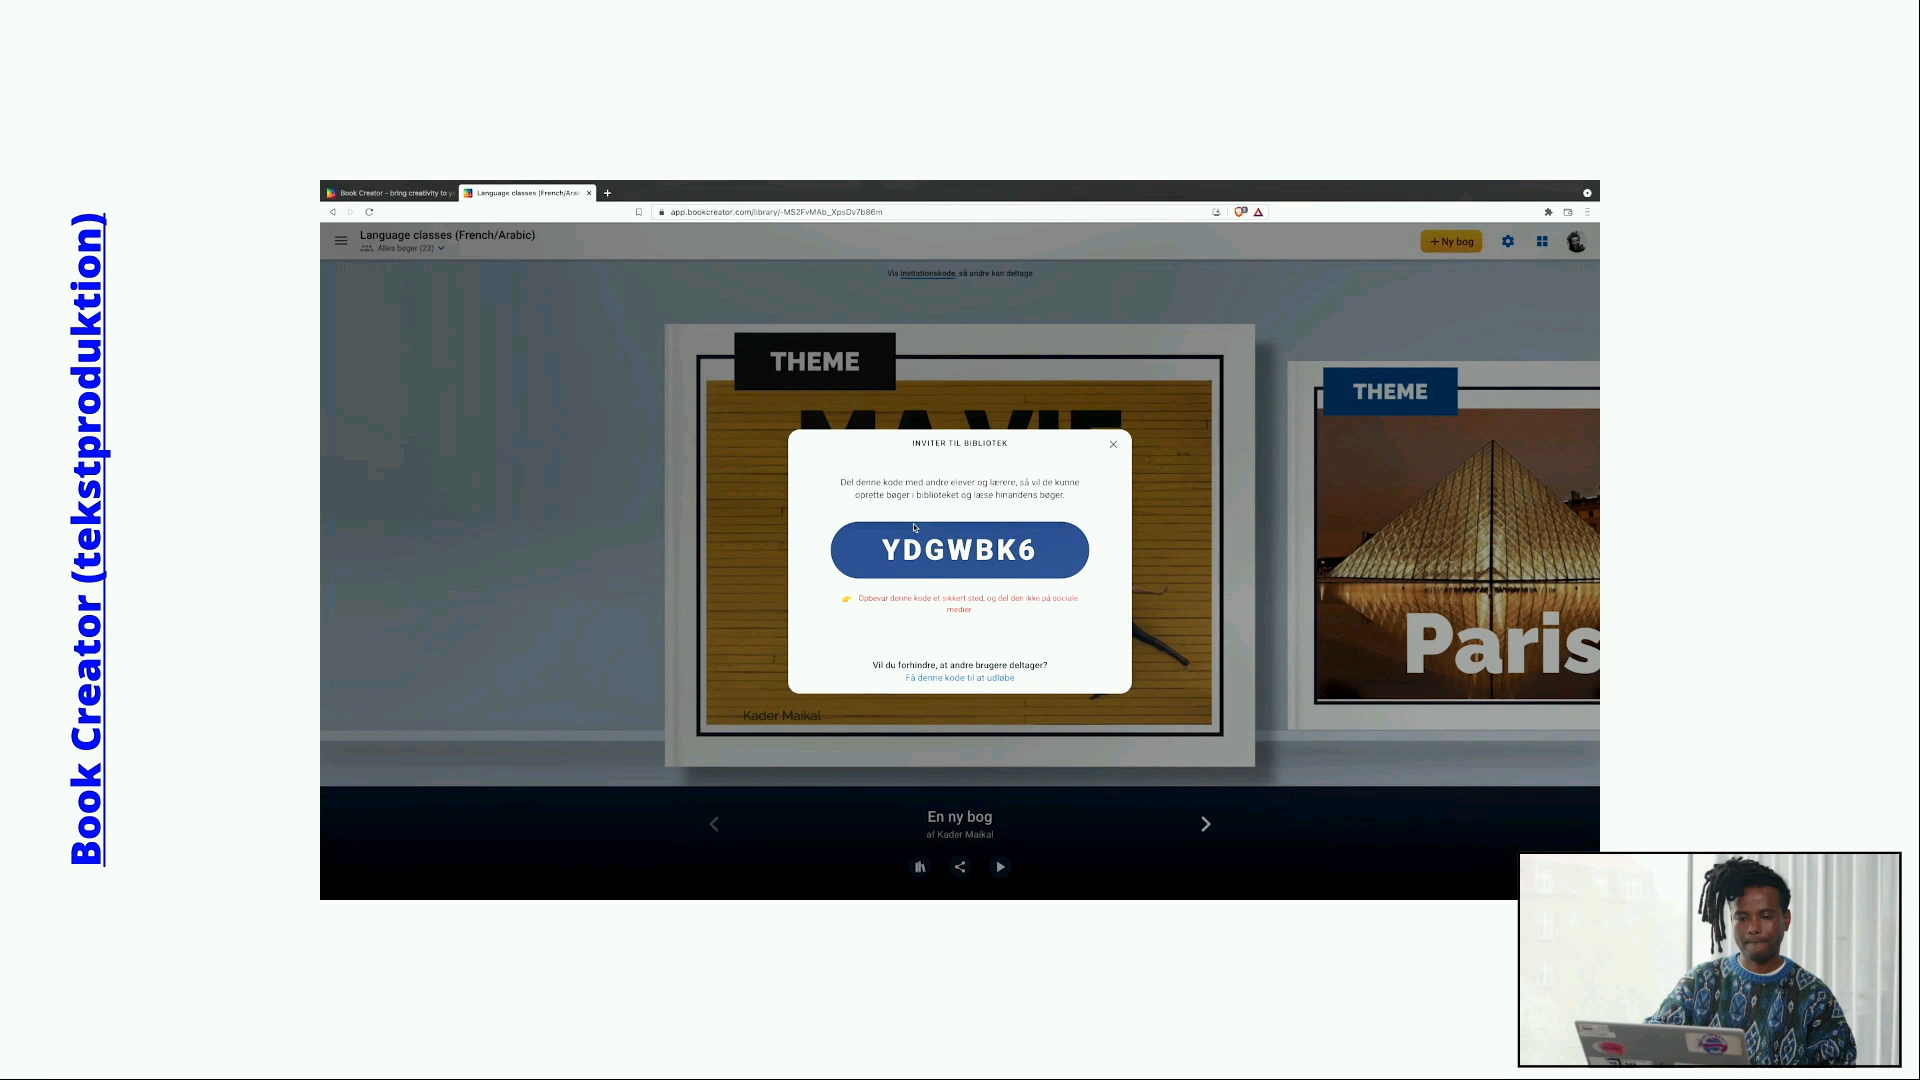 Book Creator (tekstproduktion)
Book Creator - bring creativity to y
Language classes (French/Ara
app.bookcreator.com/library/-MS2FvMAb_XpsDv7b86m
Language classes (French/Arabic)
Alles bøger (23)
+ Ny bog
Vis invitationskode, så andre kan deltage
THEME
MA VIE
THEME
Paris
INVITER TIL BIBLIOTEK
Del denne kode med andre elever og lærere, så vil de kunne
oprette bøger i biblioteket og læse hinandens bøger.
YDGWBK6
Opbevar denne kode et sikkert sted, og del den ikke på sociale
medier
Vil du forhindre, at andre brugere deltager?
Få denne kode til at udløbe
Kader Maikal
En ny bog
af Kader Maikal